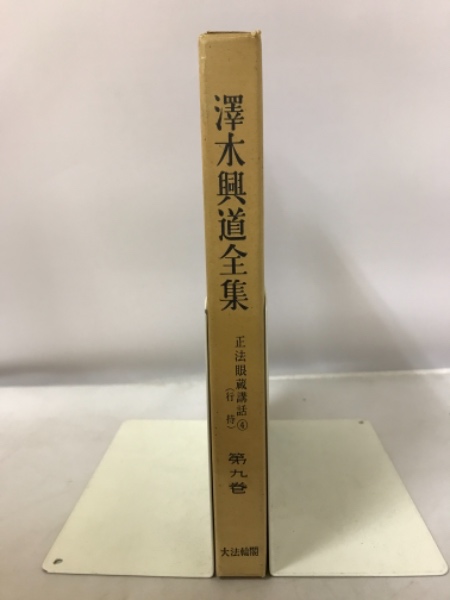 澤木興道全集
正法眼蔵講話④
(行持)
第九巻
大法輪閣